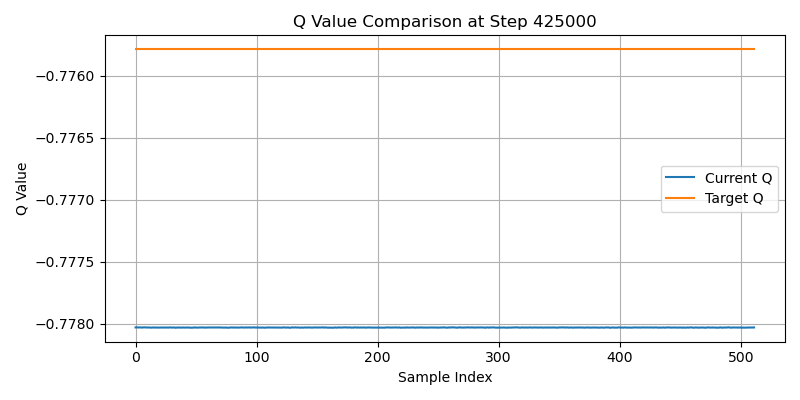 Q Value Comparison at Step 425000
−0.7760
−0.7765
−0.7770
−0.7775
−0.7780
Q Value
Current Q
Target Q
0 100 200 300 400 500
Sample Index